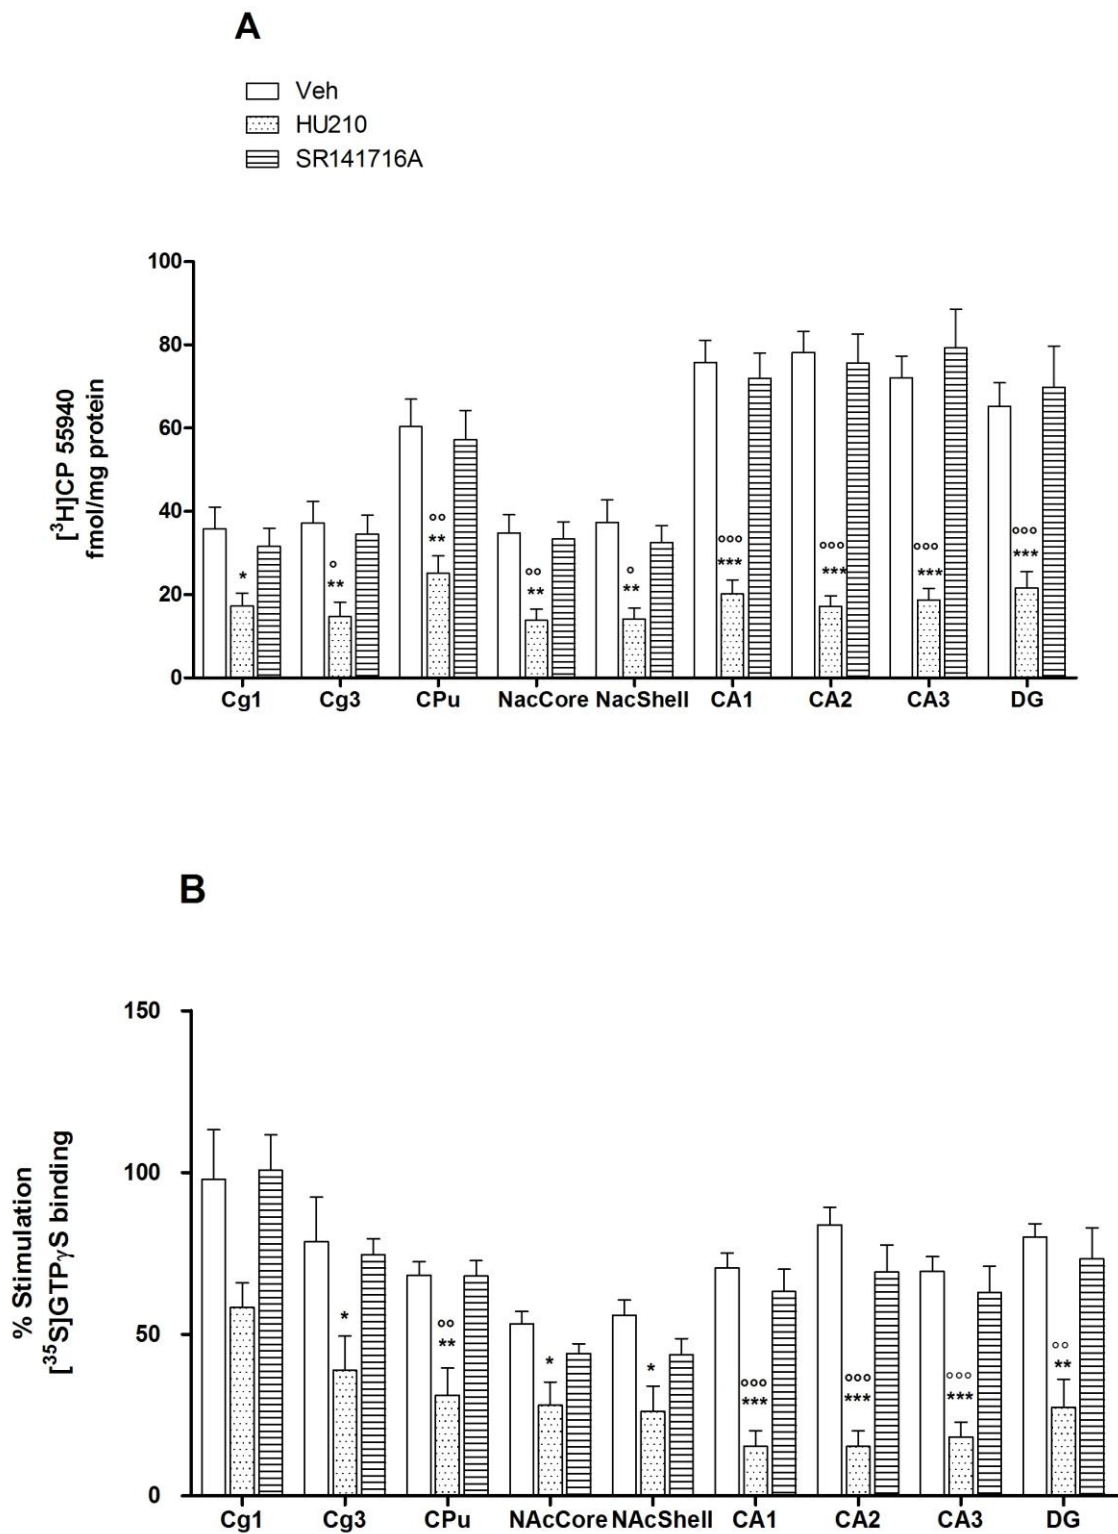 A
Veh
HU210
SR141716A
[³H]CP 55940
fmol/mg protein
100
80
60
40
20
0
°° ** 
°°° ***
°°° ***
°°° ***
°°° ***
*
° **
°° **
° **
Cg1 Cg3 CPu NacCore NacShell CA1 CA2 CA3 DG
B
% Stimulation
[³⁵S]GTPγS binding
150
100
50
0
*
°° **
*
*
°°° ***
°°° ***
°°° ***
°° **
Cg1 Cg3 CPu NAcCore NAcShell CA1 CA2 CA3 DG